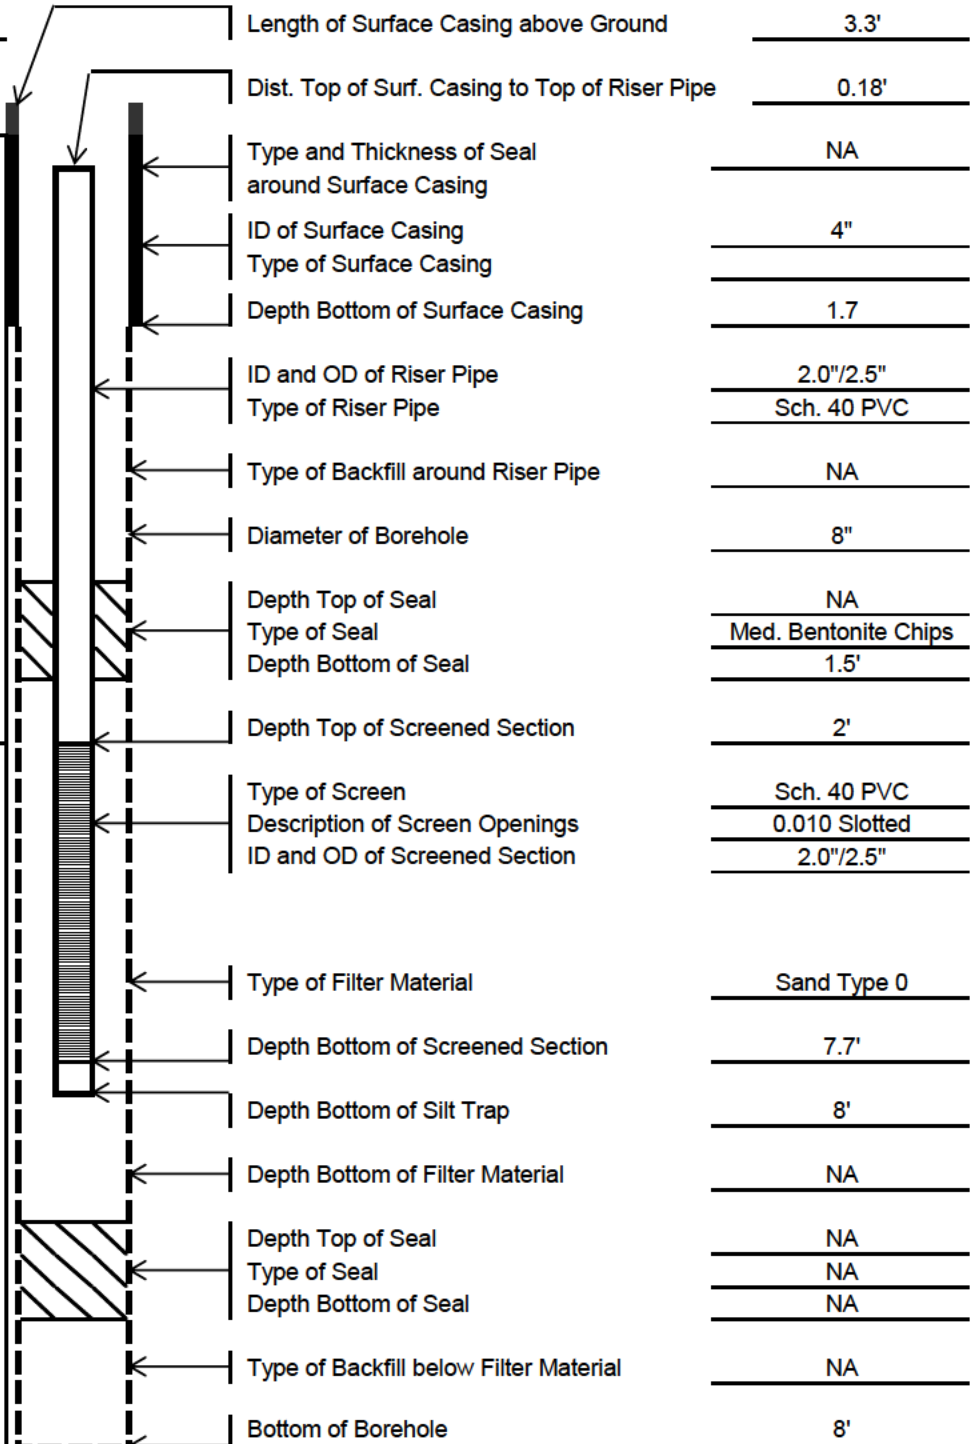 Length of Surface Casing above Ground 3.3'
Dist. Top of Surf. Casing to Top of Riser Pipe 0.18'
Type and Thickness of Seal NA
around Surface Casing
ID of Surface Casing 4"
Type of Surface Casing
Depth Bottom of Surface Casing 1.7
ID and OD of Riser Pipe 2.0"/2.5"
Type of Riser Pipe Sch. 40 PVC
Type of Backfill around Riser Pipe NA
Diameter of Borehole 8"
Depth Top of Seal NA
Type of Seal Med. Bentonite Chips
Depth Bottom of Seal 1.5'
Depth Top of Screened Section 2'
Type of Screen Sch. 40 PVC
Description of Screen Openings 0.010 Slotted
ID and OD of Screened Section 2.0"/2.5"
Type of Filter Material Sand Type 0
Depth Bottom of Screened Section 7.7'
Depth Bottom of Silt Trap 8'
Depth Bottom of Filter Material NA
Depth Top of Seal NA
Type of Seal NA
Depth Bottom of Seal NA
Type of Backfill below Filter Material NA
Bottom of Borehole 8'